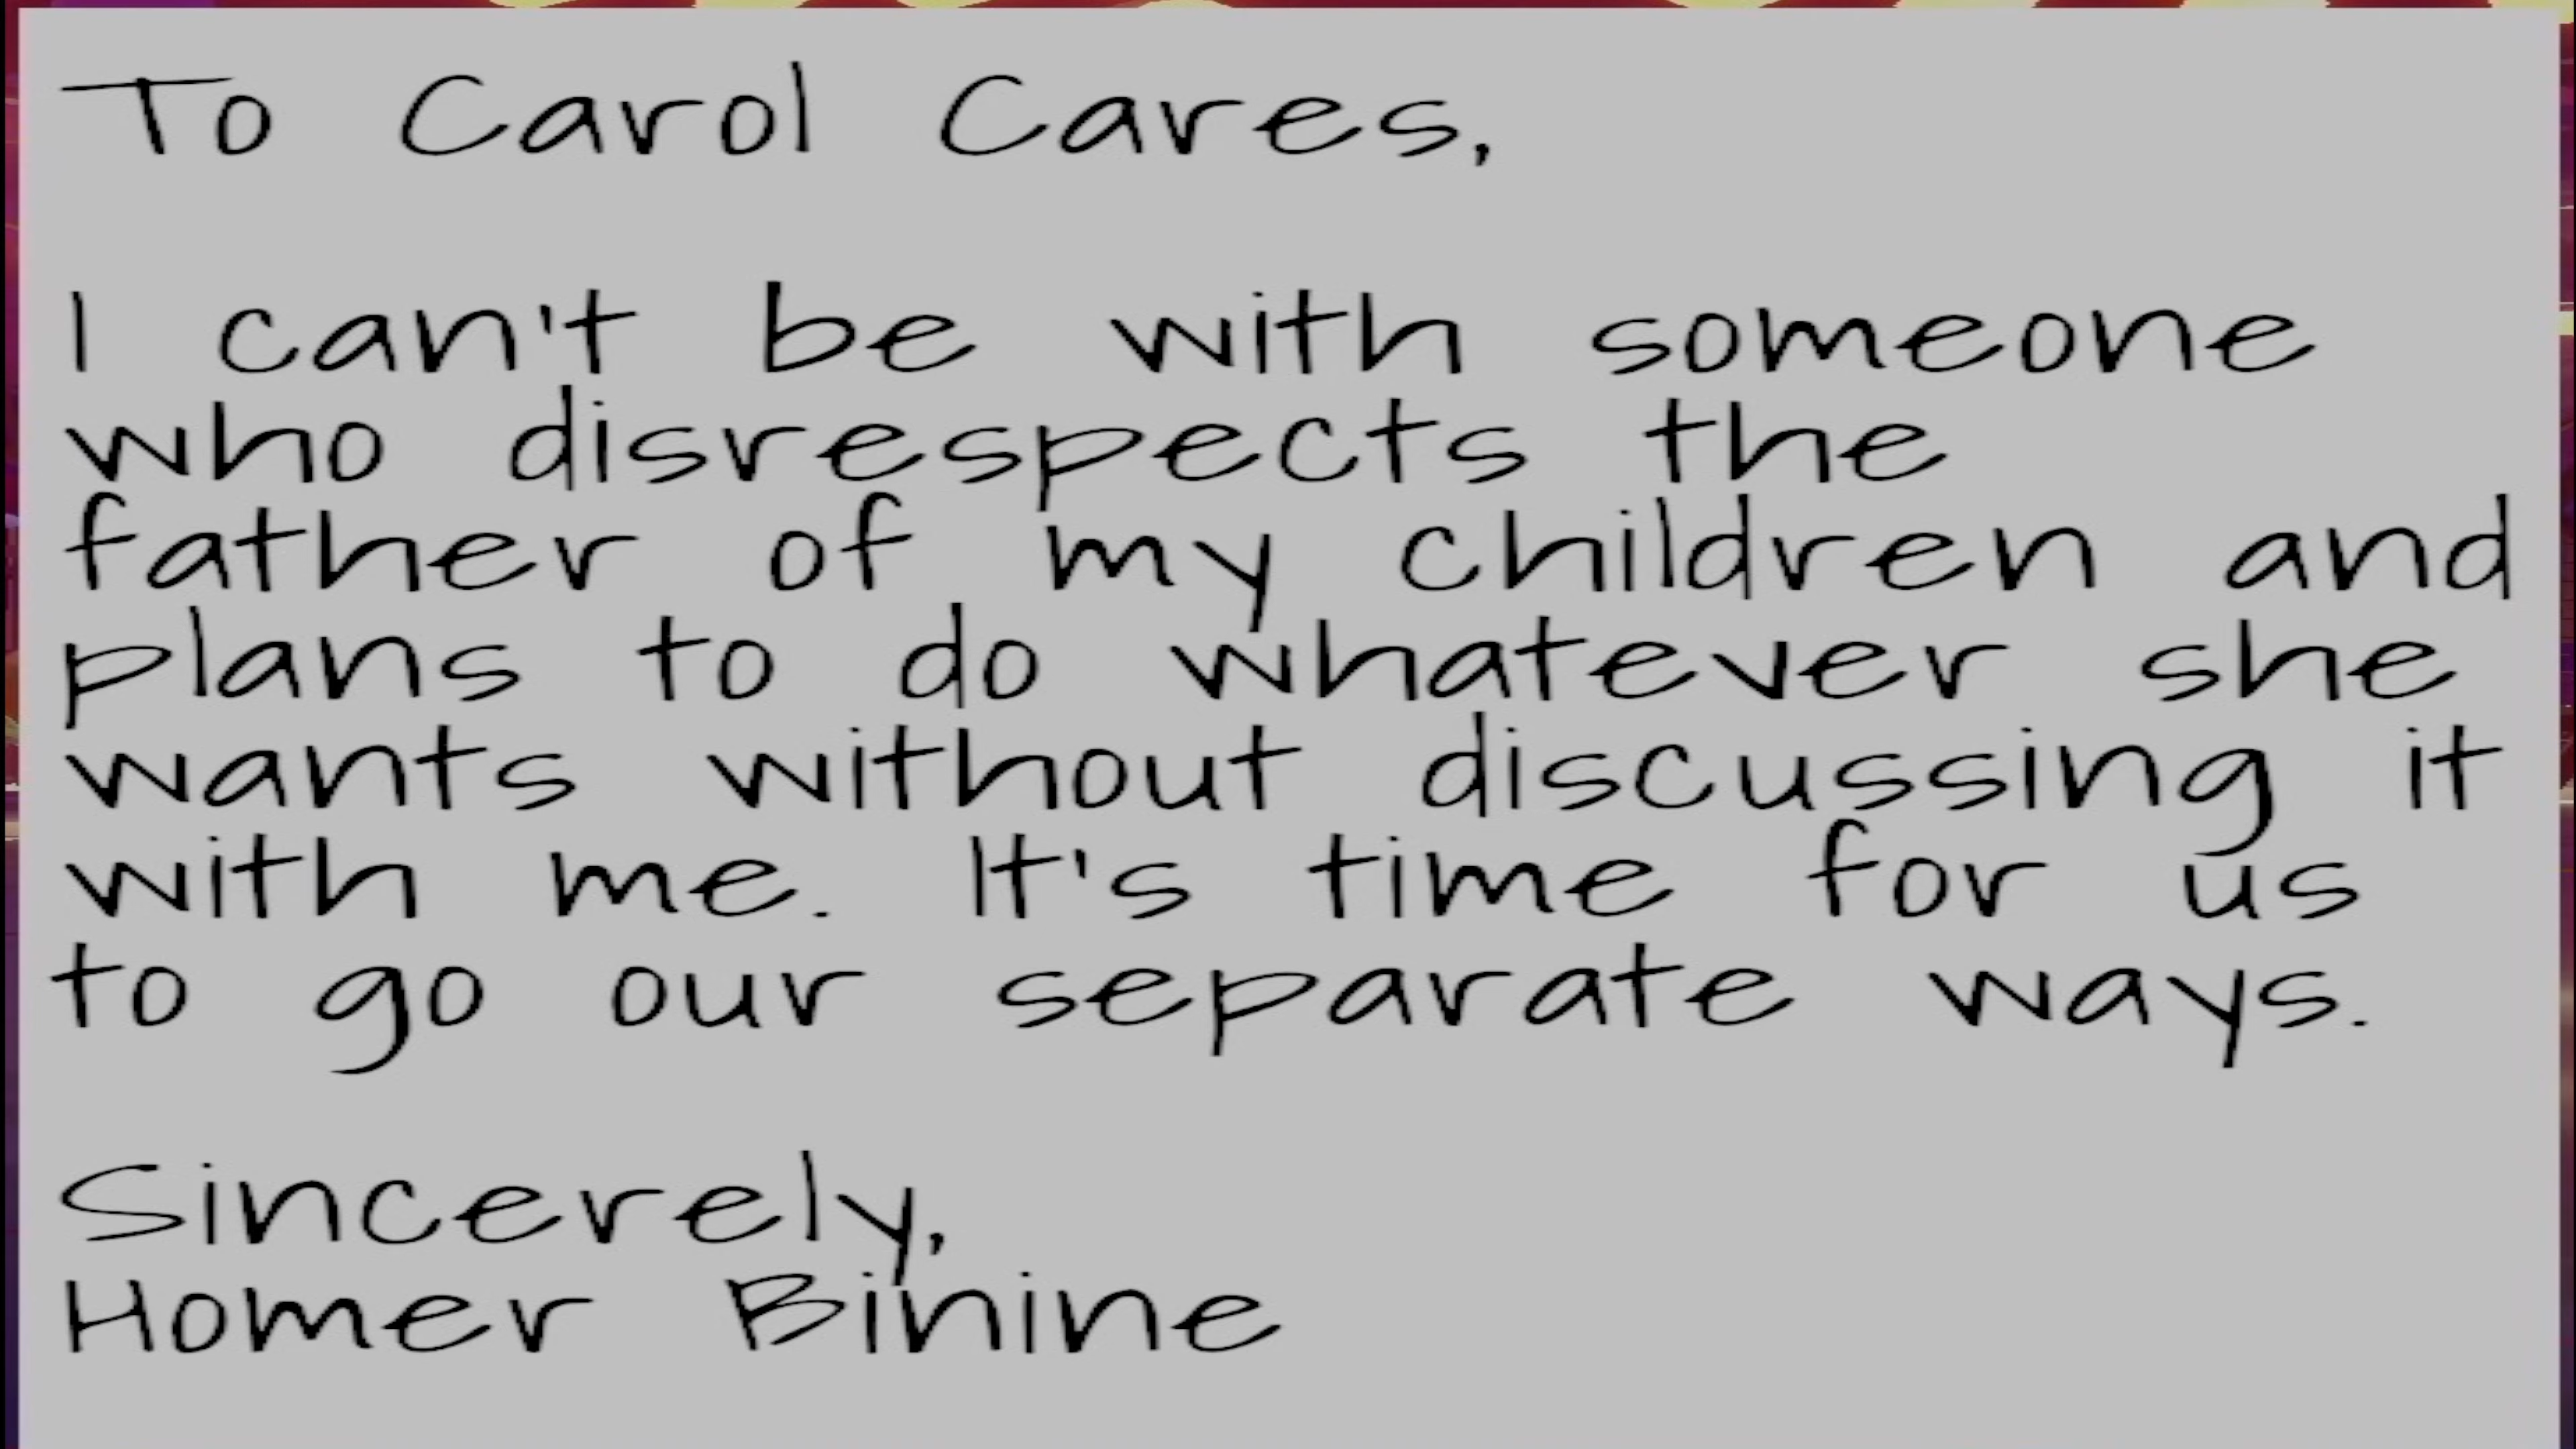 To Carol Cares,
I can't be with someone
who disrespects the
father of my children and
plans to do whatever she
wants without discussing it
with me. It's time for us
to go our separate ways.
Sincerely,
Homer Binine